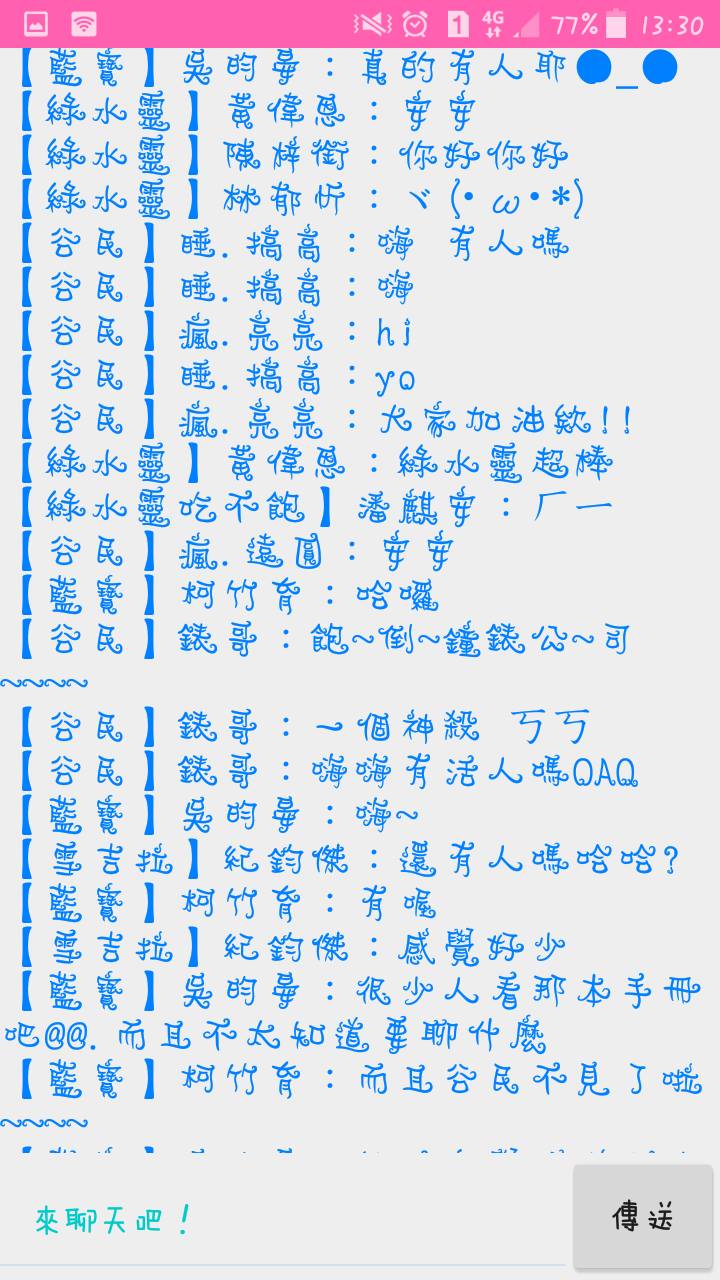 4G 1 77% 13:30
【藍寶】吳昀晏：真的有人耶●_●
【綠水靈】黃偉恩：安安
【綠水靈】陳梓銜：你好你好
【綠水靈】林郁忻：ヾ(•ω•*)
【谷民】睡.搞高：嗨 有人嗎
【谷民】睡.搞高：嗨
【谷民】瘋.亮亮：hi
【谷民】睡.搞高：yo
【谷民】瘋.亮亮：大家加油欸!!
【綠水靈】黃偉恩：綠水靈超棒
【綠水靈吃不飽】潘麒安：ㄏㄧ
【谷民】瘋.遠圓：安安
【藍寶】柯竹育：哈囉
【谷民】錶哥：飽~倒~鐘錶公~司
~~~~
【谷民】錶哥：一個神殺 ㄎㄎ
【谷民】錶哥：嗨嗨有活人嗎QAQ
【藍寶】吳昀晏：嗨~
【雪吉拉】紀鈞傑：還有人嗎哈哈?
【藍寶】柯竹育：有喔
【雪吉拉】紀鈞傑：感覺好少
【藍寶】吳昀晏：很少人看那本手冊
吧@@. 而且不太知道要聊什麼
【藍寶】柯竹育：而且谷民不見了啦
~~~~
來聊天吧！
傳送